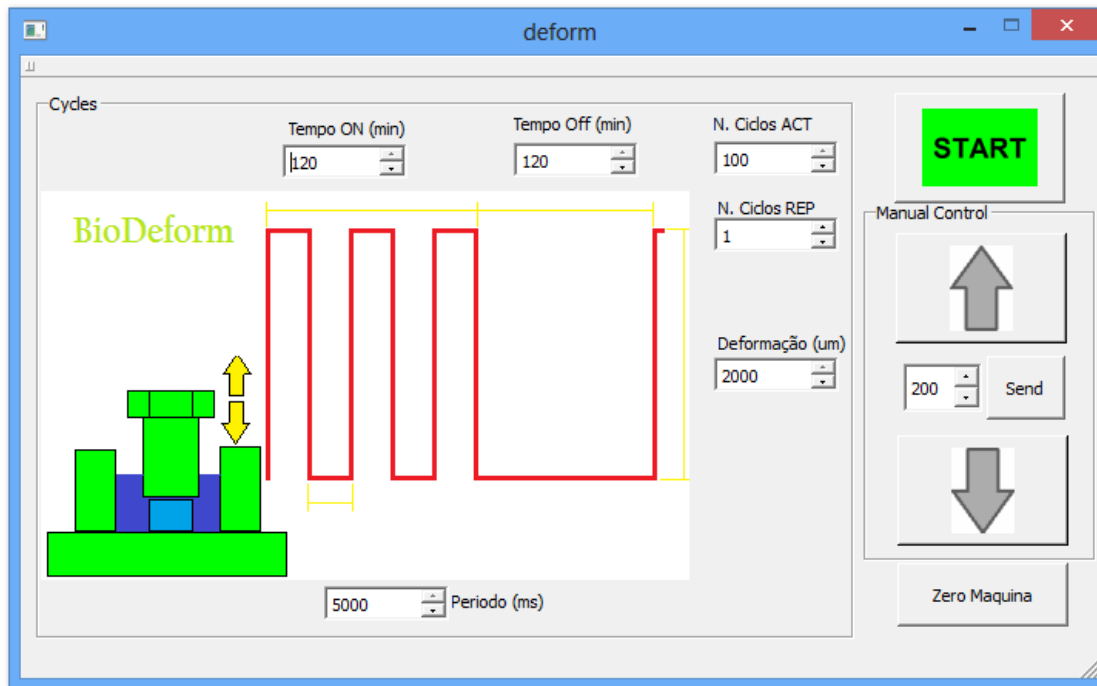 deform
Cycles
Tempo ON (min)
Tempo Off (min)
N. Ciclos ACT
120
120
100
START
BioDeform
N. Ciclos REP
1
Manual Control
Deformação (um)
2000
200
Send
5000
Periodo (ms)
Zero Maquina